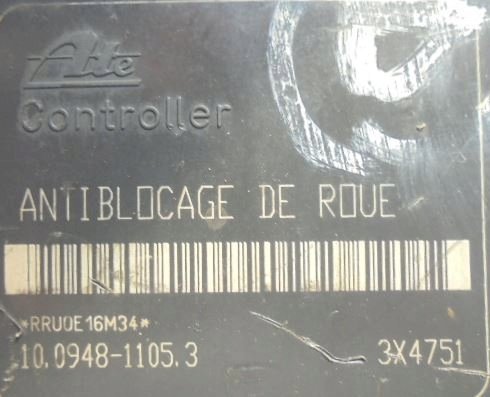 Ate
Controller
ANTIBLOCAGE DE ROUE
*RRUOE16M34*
10.0948-1105.3 3X4751